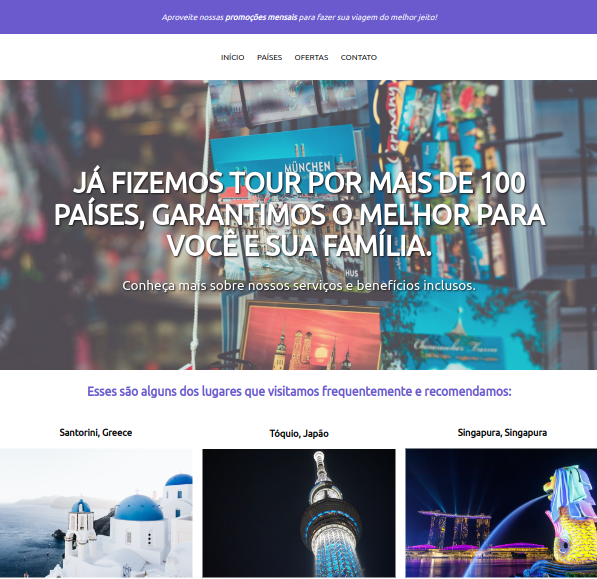 Aproveite nossas promoções mensais para fazer sua viagem do melhor jeito!
INÍCIO PAÍSES OFERTAS CONTATO
MÜNCHEN
JÁ FIZEMOS TOUR POR MAIS DE 100
PAÍSES, GARANTIMOS O MELHOR PARA
VOCÊ E SUA FAMÍLIA.
HUS
Conheça mais sobre nossos serviços e benefícios inclusos.
Esses são alguns dos lugares que visitamos frequentemente e recomendamos:
Santorini, Greece
Tóquio, Japão
Singapura, Singapura